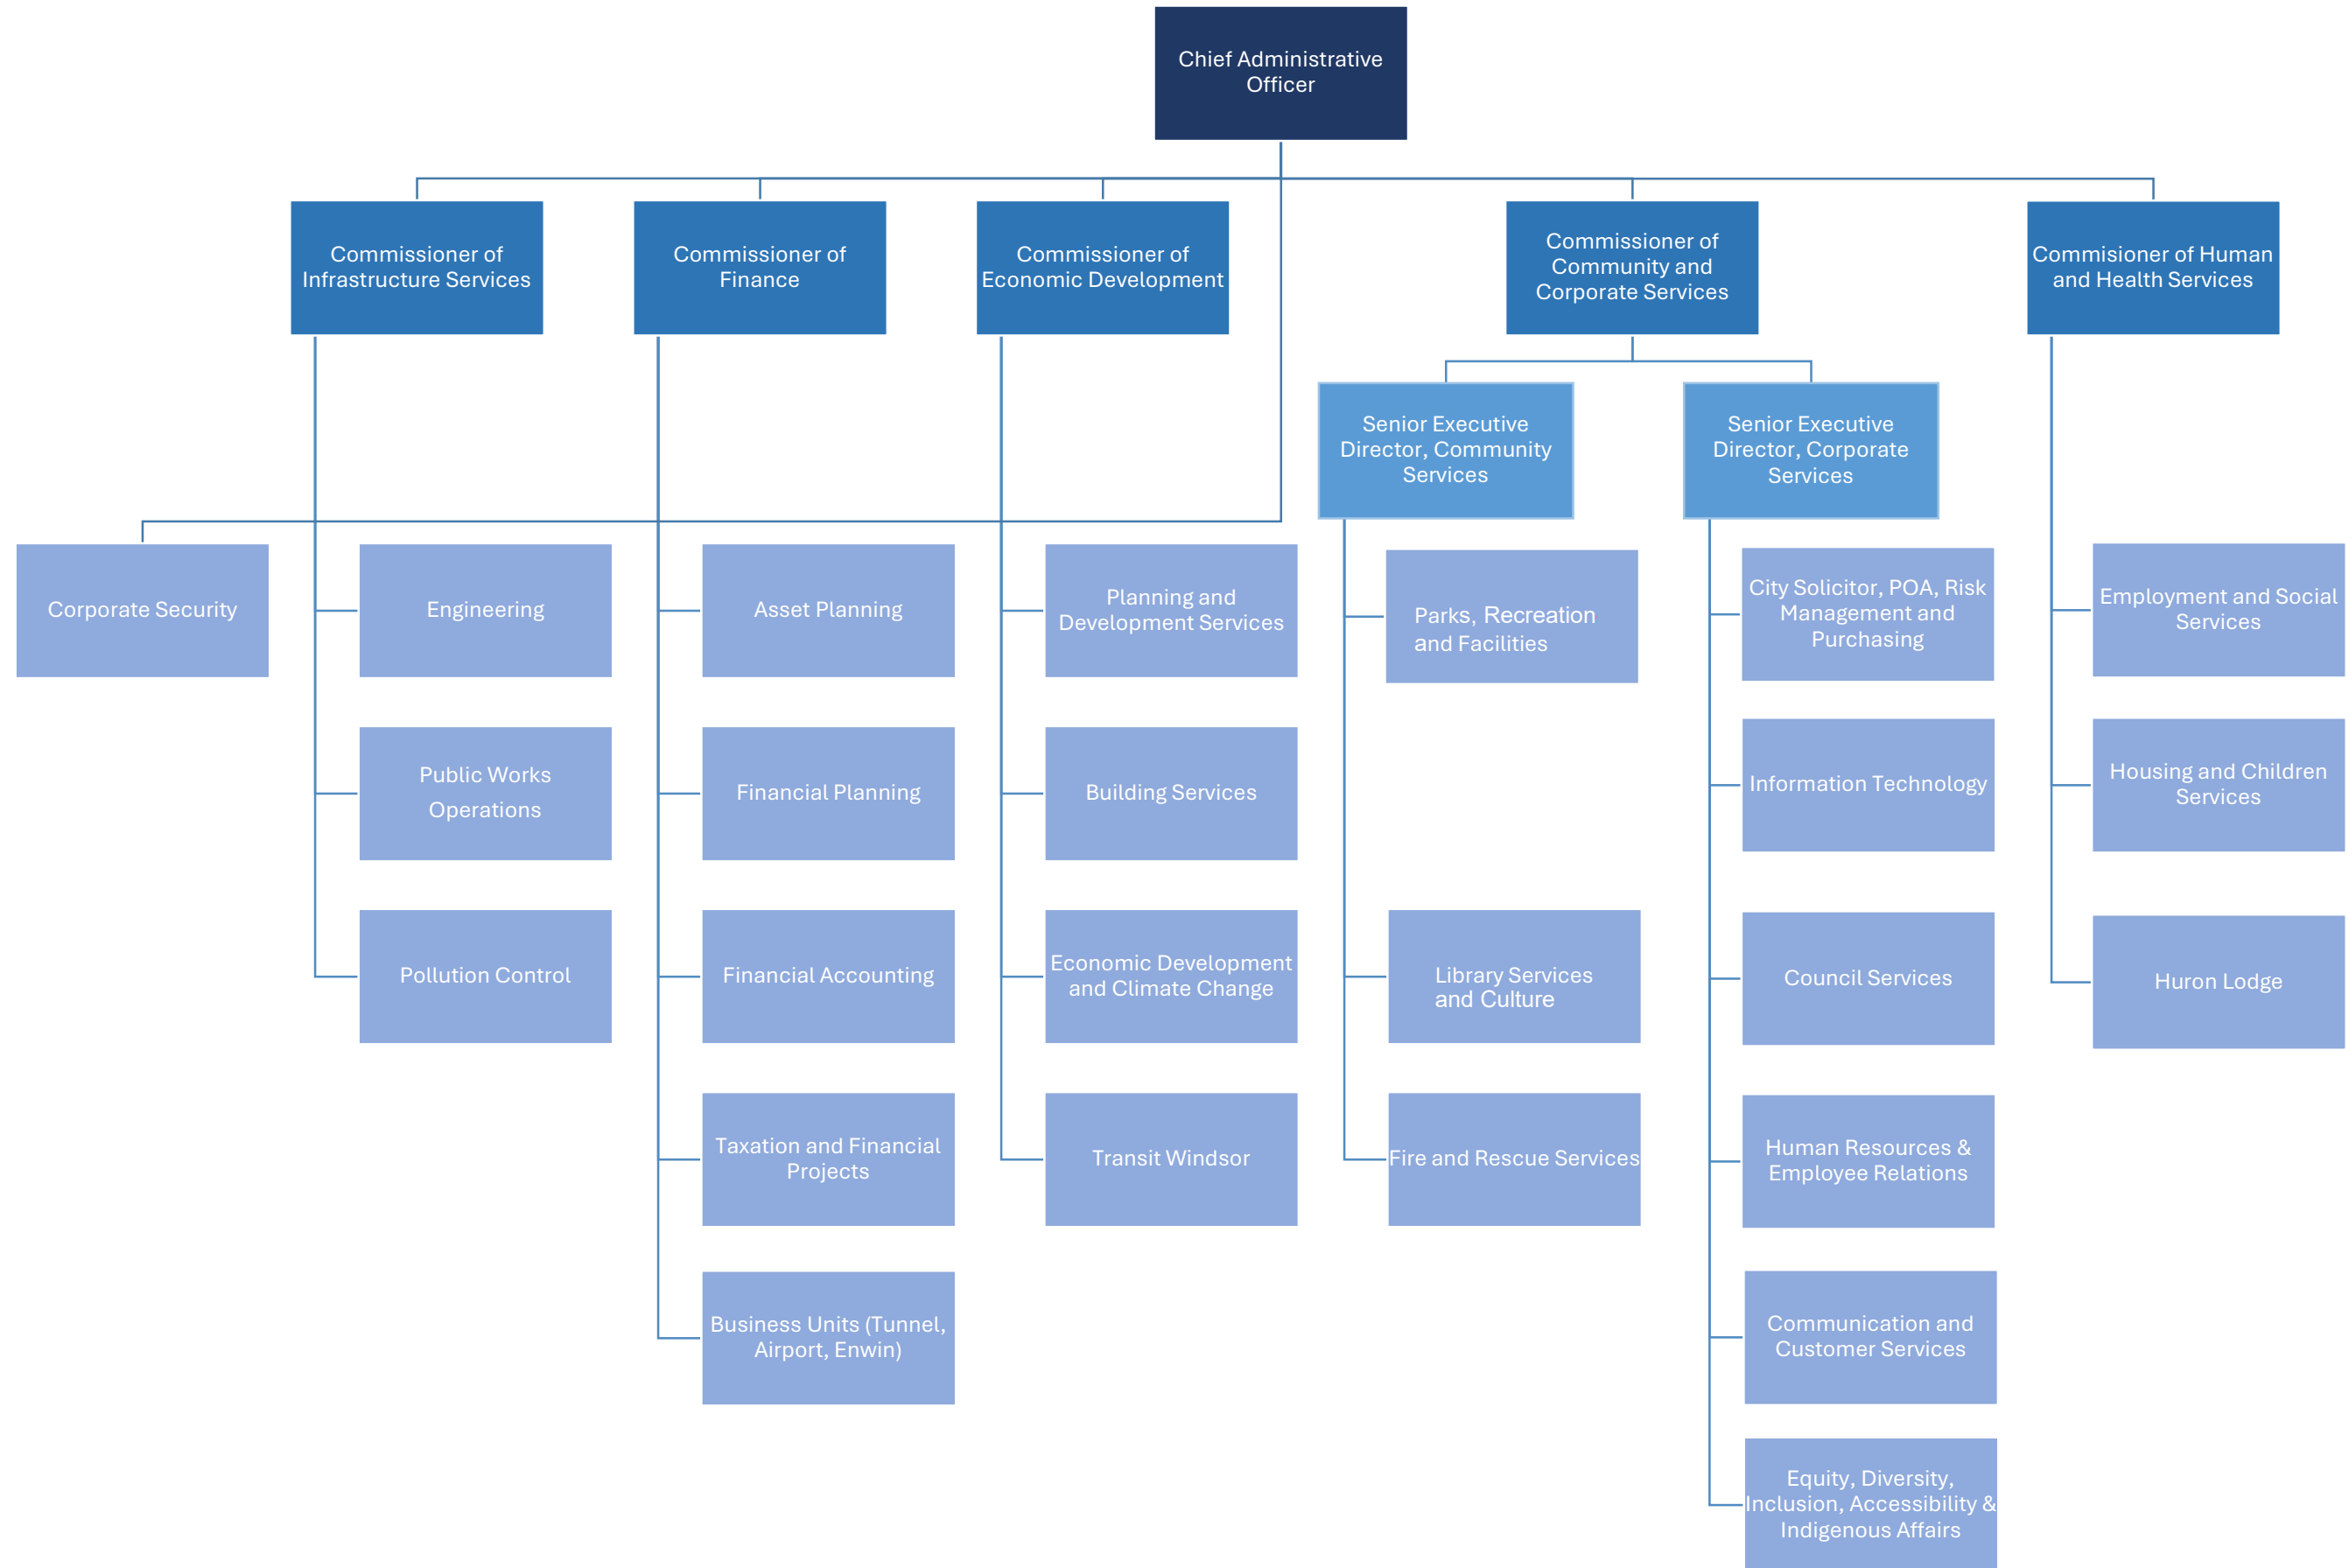 Chief Administrative
Officer
Commissioner of
Infrastructure Services
Commissioner of
Finance
Commissioner of
Economic Development
Commissioner of
Community and
Corporate Services
Commisioner of Human
and Health Services
Senior Executive
Director, Community
Services
Senior Executive
Director, Corporate
Services
Corporate Security
Engineering
Public Works
Operations
Pollution Control
Asset Planning
Financial Planning
Financial Accounting
Taxation and Financial
Projects
Business Units (Tunnel,
Airport, Enwin)
Planning and
Development Services
Building Services
Economic Development
and Climate Change
Transit Windsor
Parks, Recreation
and Facilities
Library Services
and Culture
Fire and Rescue Services
City Solicitor, POA, Risk
Management and
Purchasing
Information Technology
Council Services
Human Resources &
Employee Relations
Communication and
Customer Services
Equity, Diversity,
Inclusion, Accessibility &
Indigenous Affairs
Employment and Social
Services
Housing and Children
Services
Huron Lodge